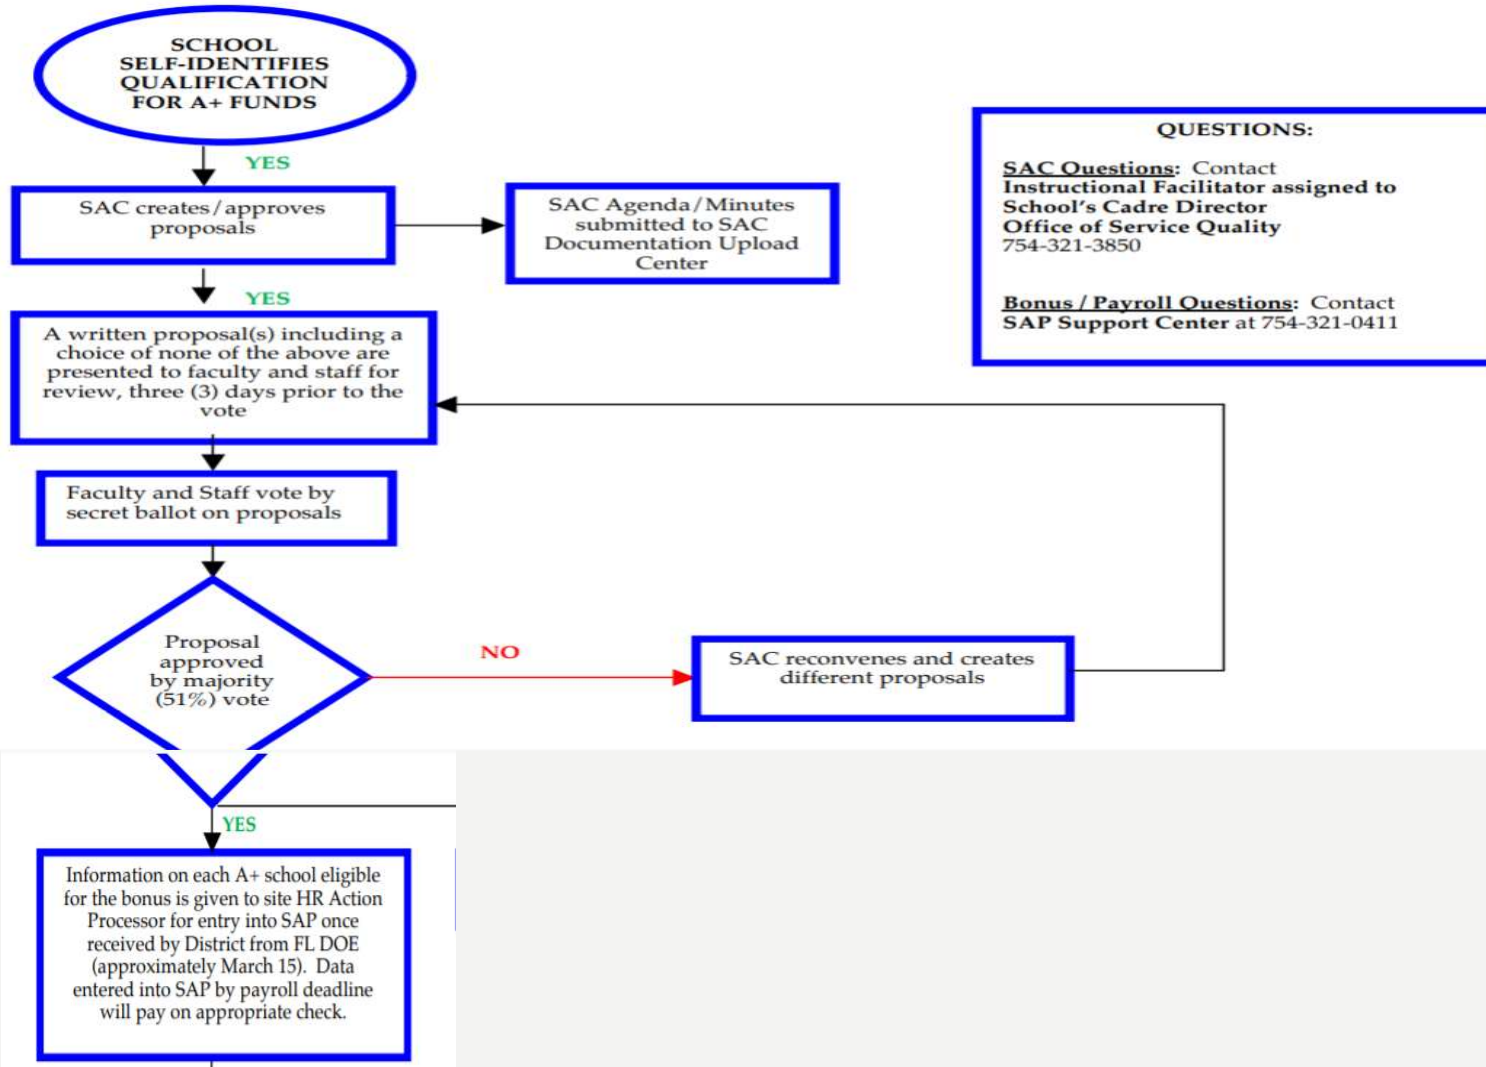 SCHOOL
SELF-IDENTIFIES
QUALIFICATION
FOR A+ FUNDS
YES
SAC creates/approves
proposals
SAC Agenda/Minutes
submitted to SAC
Documentation Upload
Center
QUESTIONS:
SAC Questions: Contact
Instructional Facilitator assigned to
School's Cadre Director
Office of Service Quality
754-321-3850
Bonus / Payroll Questions: Contact
SAP Support Center at 754-321-0411
YES
A written proposal(s) including a
choice of none of the above are
presented to faculty and staff for
review, three (3) days prior to the
vote
Faculty and Staff vote by
secret ballot on proposals
Proposal
approved
by majority
(51%) vote
NO
SAC reconvenes and creates
different proposals
YES
Information on each A+ school eligible
for the bonus is given to site HR Action
Processor for entry into SAP once
received by District from FL DOE
(approximately March 15). Data
entered into SAP by payroll deadline
will pay on appropriate check.